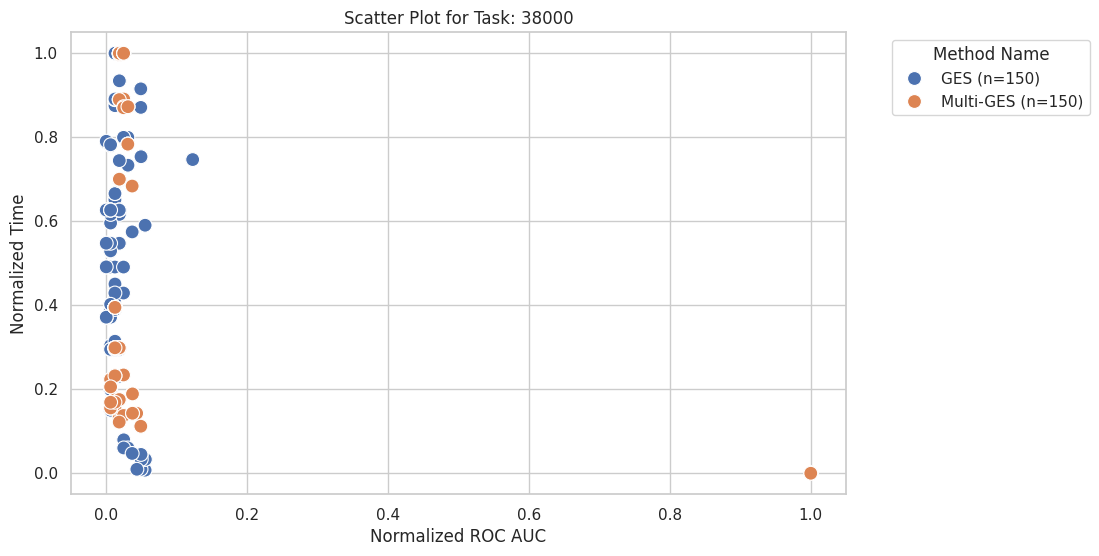 Scatter Plot for Task: 38000
Normalized Time
1.0
0.8
0.6
0.4
0.2
0.0
0.0 0.2 0.4 0.6 0.8 1.0
Normalized ROC AUC
Method Name
GES (n=150)
Multi-GES (n=150)